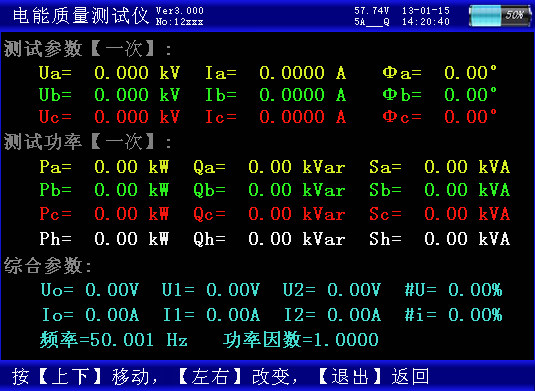 电能质量测试仪 Ver3.000 57.74V 13-01-15 50%
No:12xxx 5A___Q 14:20:40
测试参数【一次】:
Ua= 0.000 kV Ia= 0.0000 A Φa= 0.00°
Ub= 0.000 kV Ib= 0.0000 A Φb= 0.00°
Uc= 0.000 kV Ic= 0.0000 A Φc= 0.00°
测试功率【一次】:
Pa= 0.00 kW Qa= 0.00 kVar Sa= 0.00 kVA
Pb= 0.00 kW Qb= 0.00 kVar Sb= 0.00 kVA
Pc= 0.00 kW Qc= 0.00 kVar Sc= 0.00 kVA
Ph= 0.00 kW Qh= 0.00 kVar Sh= 0.00 kVA
综合参数:
Uo= 0.00V U1= 0.00V U2= 0.00V #U= 0.00%
Io= 0.00A I1= 0.00A I2= 0.00A #i= 0.00%
频率=50.001 Hz 功率因数=1.0000
按【上下】移动，【左右】改变，【退出】返回